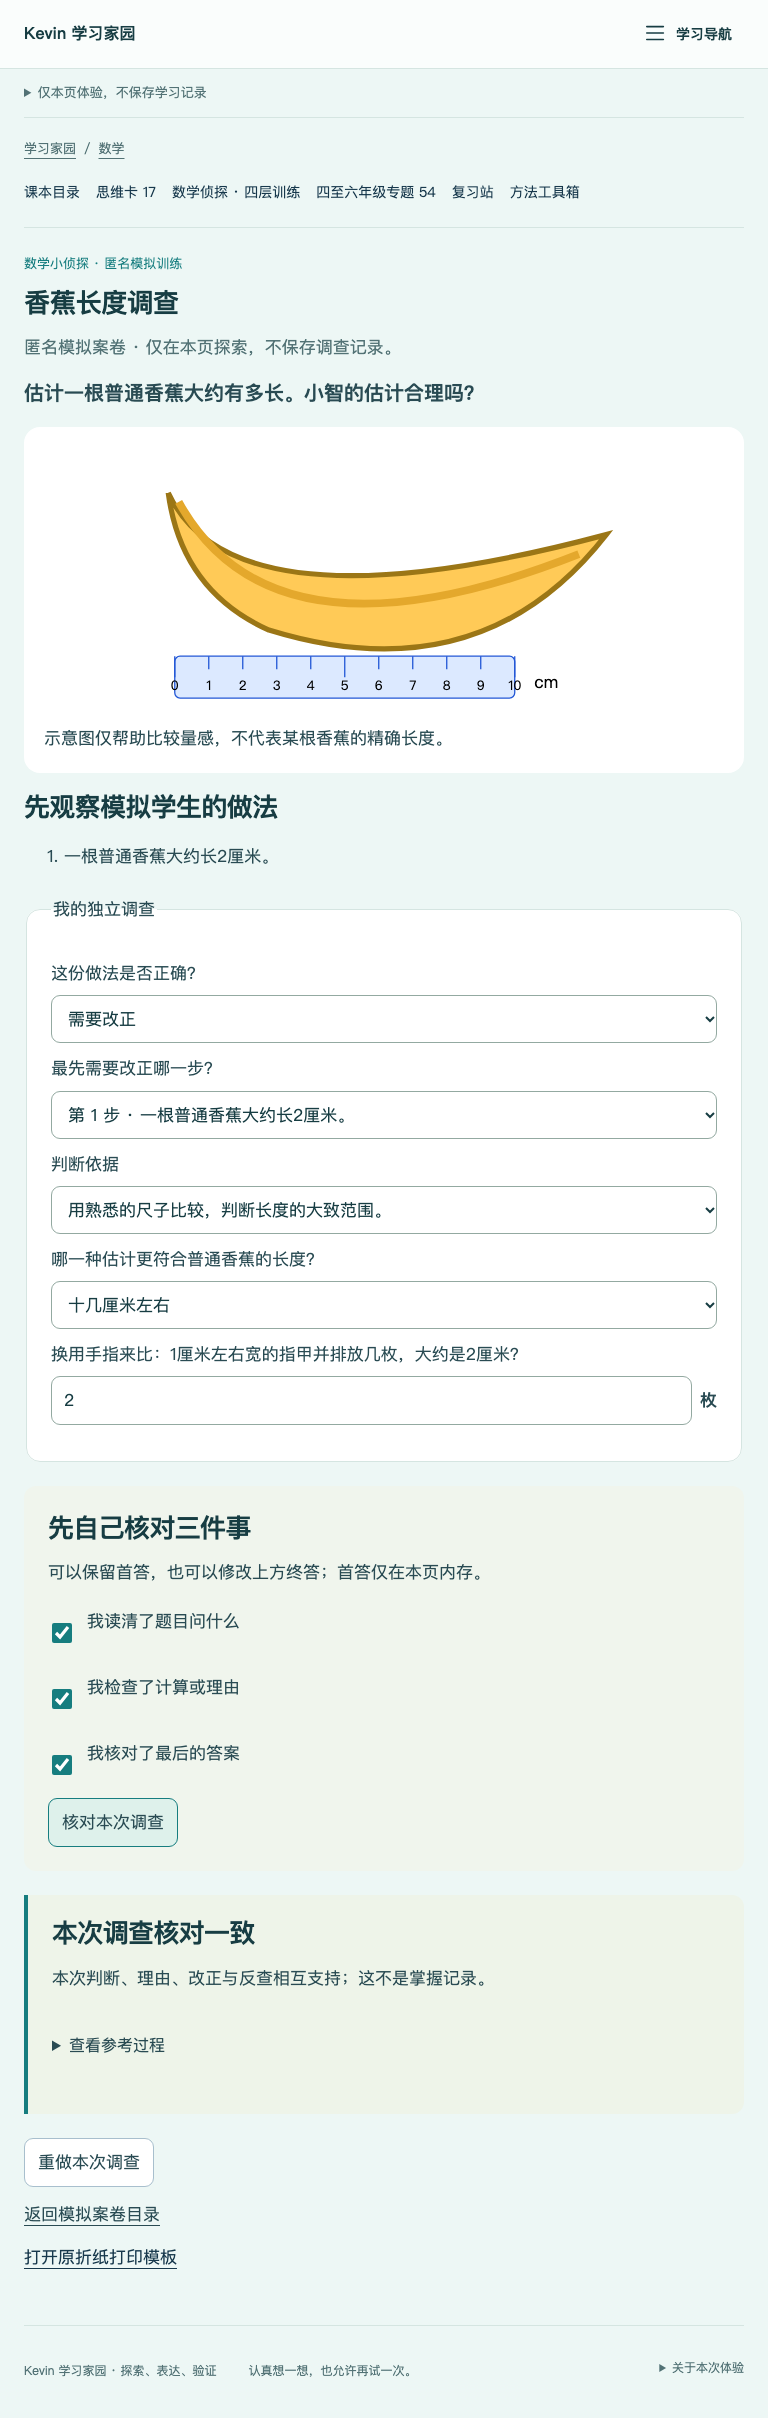 Kevin 学习家园
学习导航
仅本页体验，不保存学习记录
学习家园 / 数学
课本目录 思维卡 17 数学侦探 · 四层训练 四至六年级专题 54 复习站 方法工具箱
数学小侦探 · 匿名模拟训练
香蕉长度调查
匿名模拟案卷 · 仅在本页探索，不保存调查记录。
估计一根普通香蕉大约有多长。小智的估计合理吗？
0 1 2 3 4 5 6 7 8 9 10 cm
示意图仅帮助比较量感，不代表某根香蕉的精确长度。
先观察模拟学生的做法
1. 一根普通香蕉大约长2厘米。
我的独立调查
这份做法是否正确？
需要改正
最先需要改正哪一步？
第 1 步 · 一根普通香蕉大约长2厘米。
判断依据
用熟悉的尺子比较，判断长度的大致范围。
哪一种估计更符合普通香蕉的长度？
十几厘米左右
换用手指来比：1厘米左右宽的指甲并排放几枚，大约是2厘米？
2 枚
先自己核对三件事
可以保留首答，也可以修改上方终答；首答仅在本页内存。
我读清了题目问什么
我检查了计算或理由
我核对了最后的答案
核对本次调查
本次调查核对一致
本次判断、理由、改正与反查相互支持；这不是掌握记录。
查看参考过程
重做本次调查
返回模拟案卷目录
打开原折纸打印模板
Kevin 学习家园 · 探索、表达、验证 认真想一想，也允许再试一次。
关于本次体验